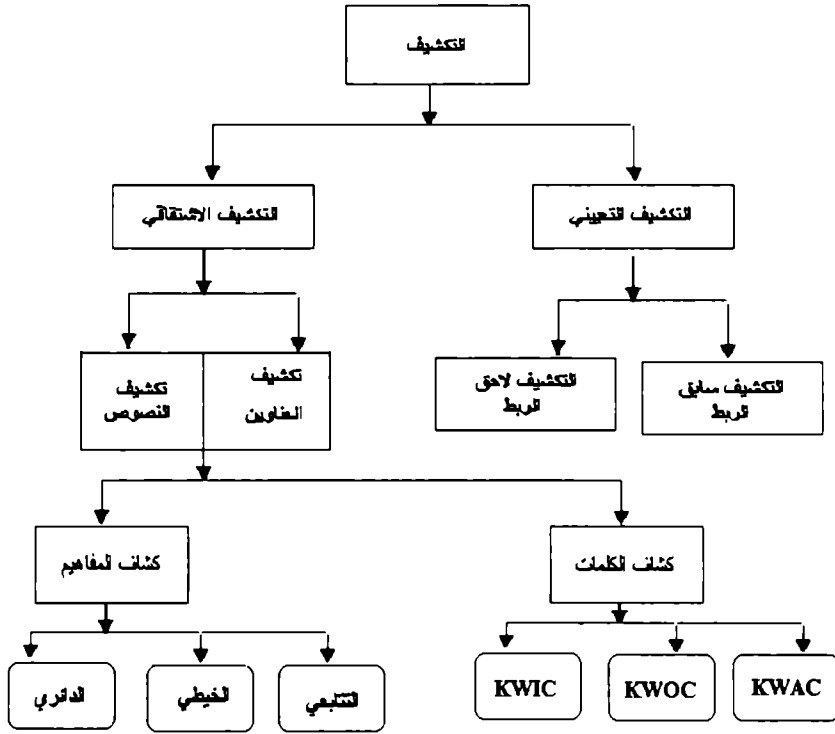 التكشيف
التكشيف التعييني
التكشيف الاشتقاقي
التكشيف سابق
الربط
التكشيف لاحق
الربط
تكشيف
العناوين
تكشيف
النصوص
كشاف الكلمات
كشاف المفاهيم
KWAC
KWOC
KWIC
التتابعي
الخيطي
الدائري